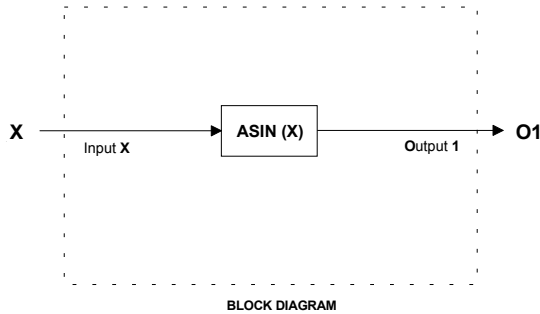 X
Input X
ASIN (X)
Output 1
O1
BLOCK DIAGRAM